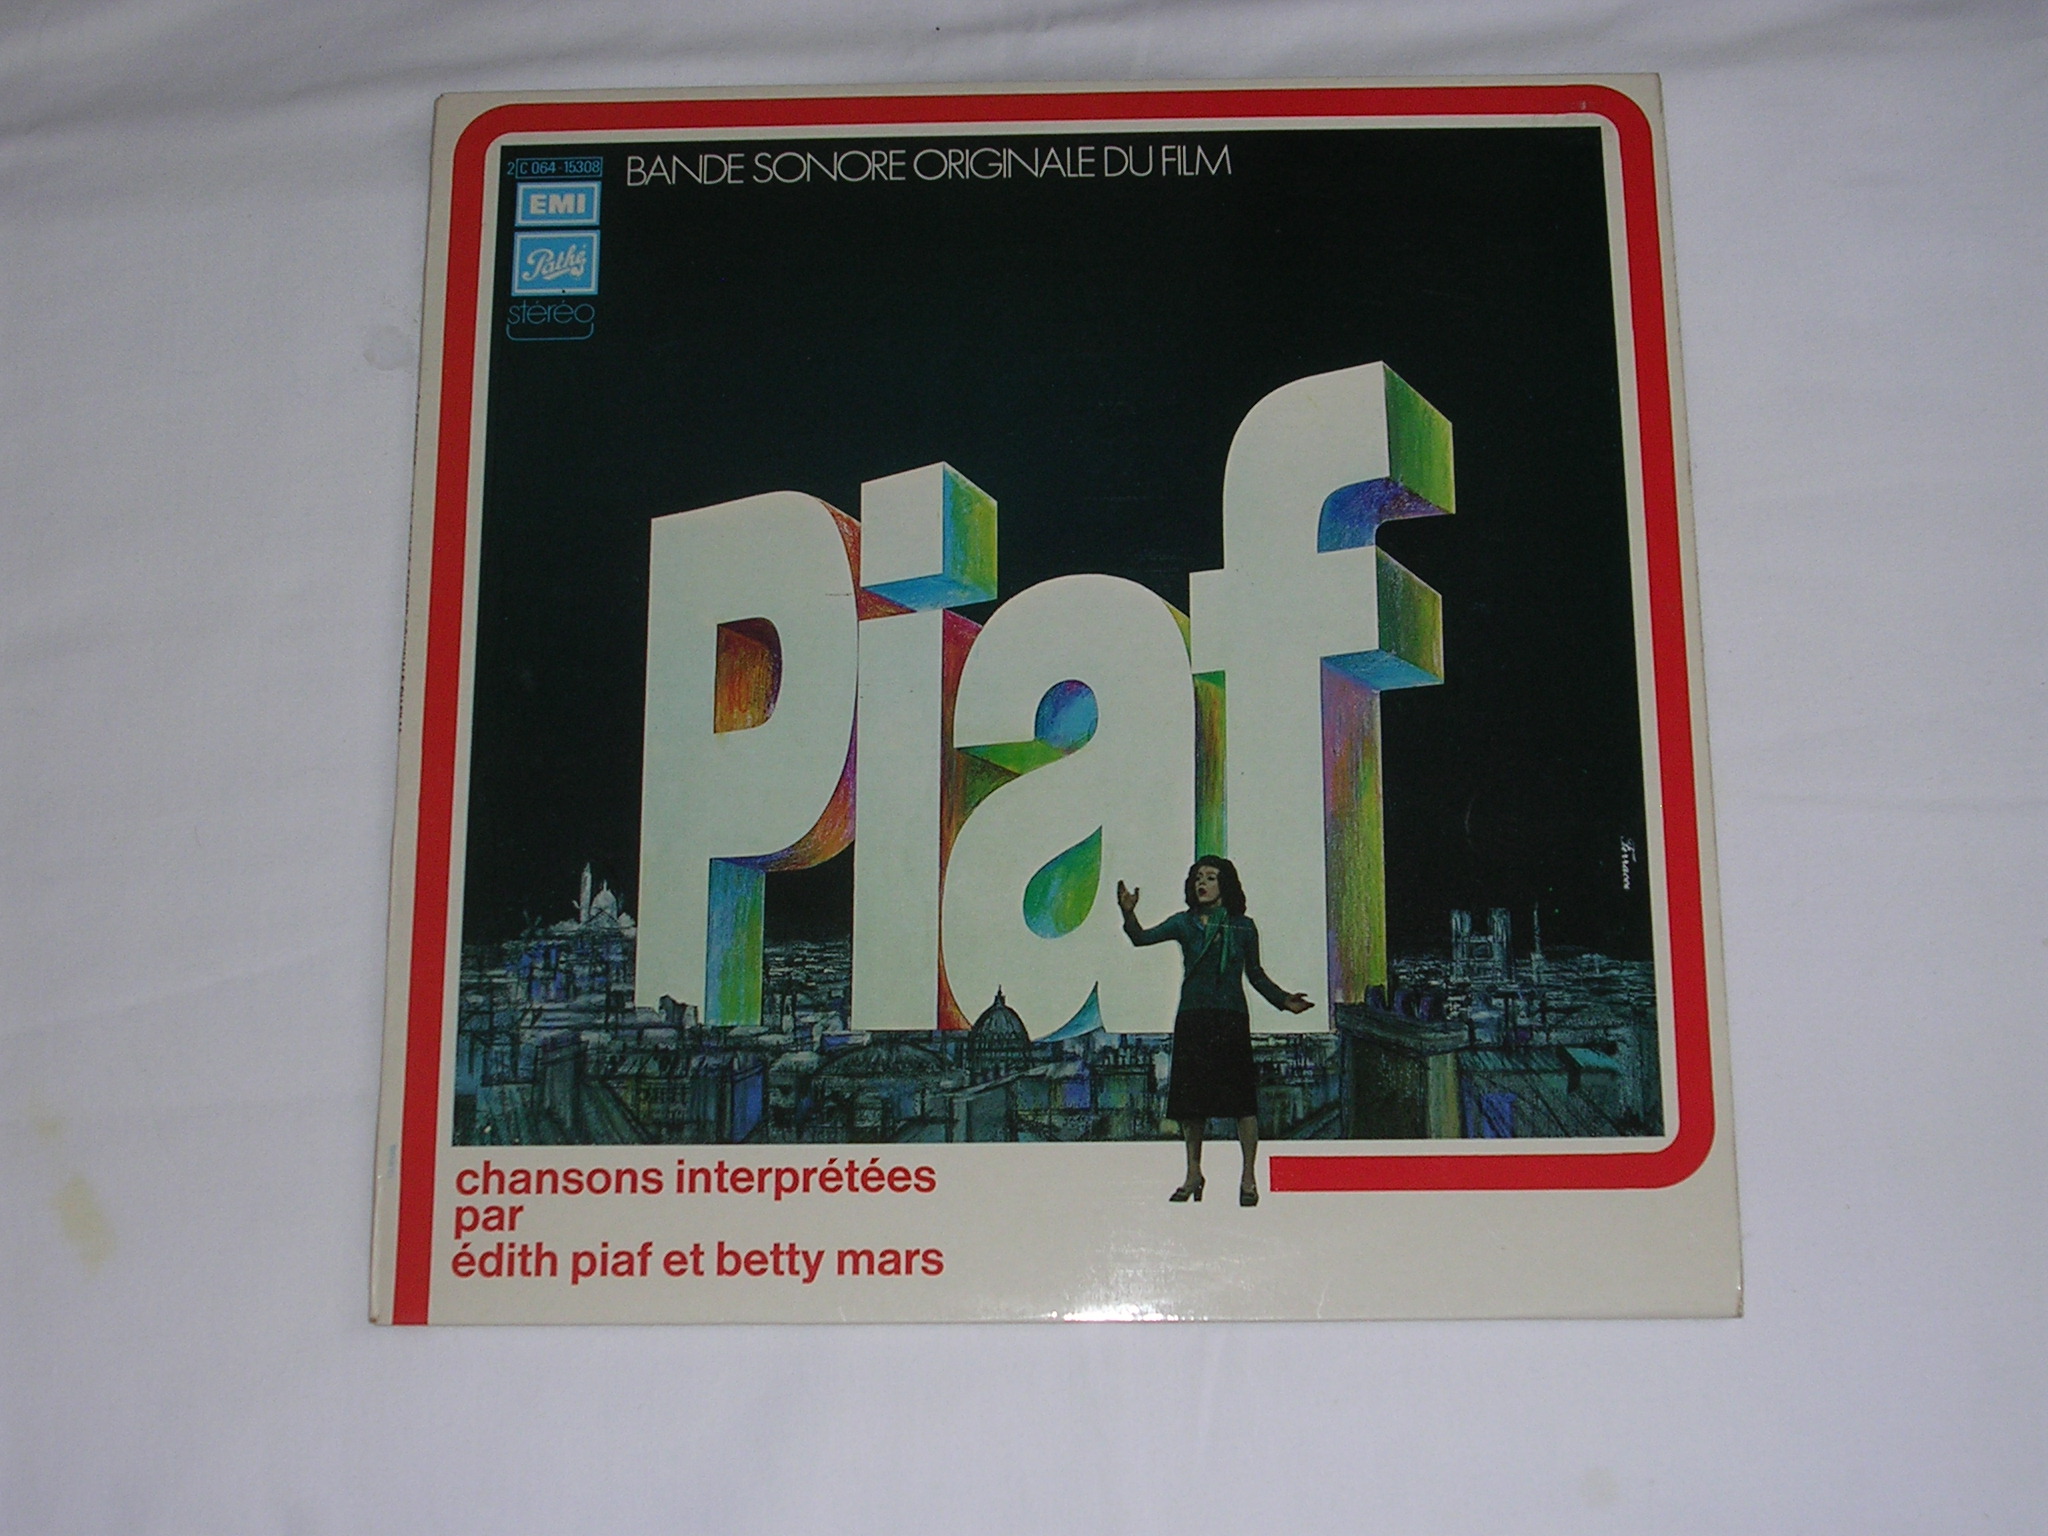 BANDE SONORE ORIGINALE DU FILM
2 C 064-15308
EMI
Pathé
stéréo
Piaf
chansons interprétées
par
édith piaf et betty mars